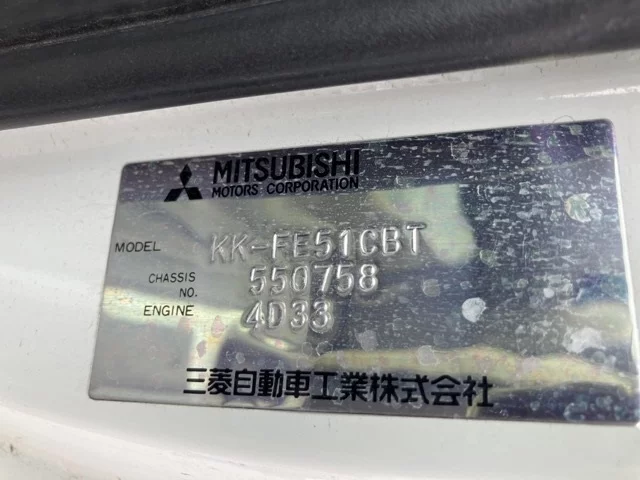 MITSUBISHI
MOTORS CORPORATION
MODEL KK-FE51CBT
CHASSIS NO. 550758
ENGINE 4D33
三菱自動車工業株式会社